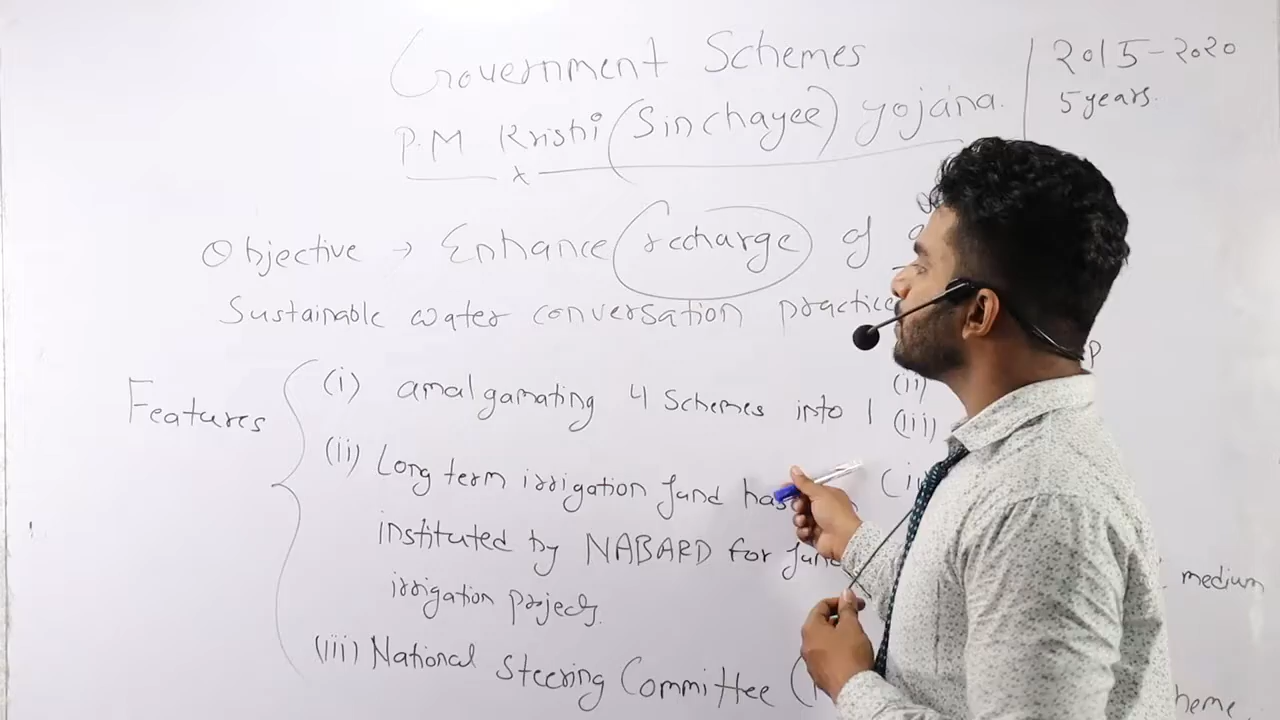 Government Schemes
P.M Krishi (Sinchayee) yojana.
2015-2020
5 years.
Objective → Enhance recharge of
Sustainable water conversation practice
Features
(i) amalgamating 4 Schemes into 1
(ii) Long term irrigation fund has
instituted by NABARD for
irrigation projects.
(iii) National Steering Committee
(ii)
(iii)
medium
heme